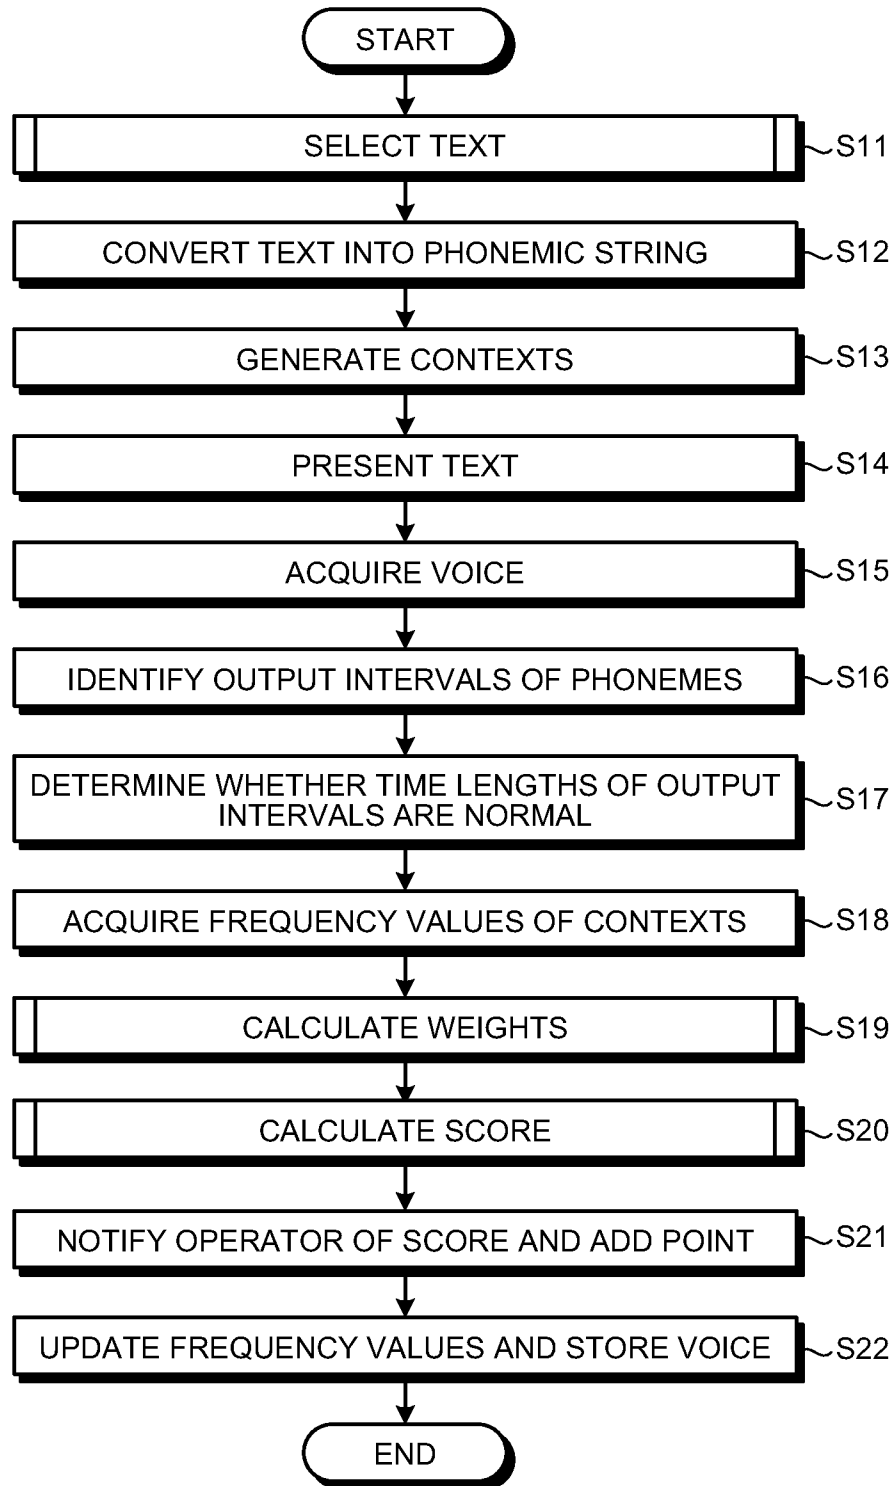 START
SELECT TEXT S11
CONVERT TEXT INTO PHONEMIC STRING S12
GENERATE CONTEXTS S13
PRESENT TEXT S14
ACQUIRE VOICE S15
IDENTIFY OUTPUT INTERVALS OF PHONEMES S16
DETERMINE WHETHER TIME LENGTHS OF OUTPUT
INTERVALS ARE NORMAL S17
ACQUIRE FREQUENCY VALUES OF CONTEXTS S18
CALCULATE WEIGHTS S19
CALCULATE SCORE S20
NOTIFY OPERATOR OF SCORE AND ADD POINT S21
UPDATE FREQUENCY VALUES AND STORE VOICE S22
END